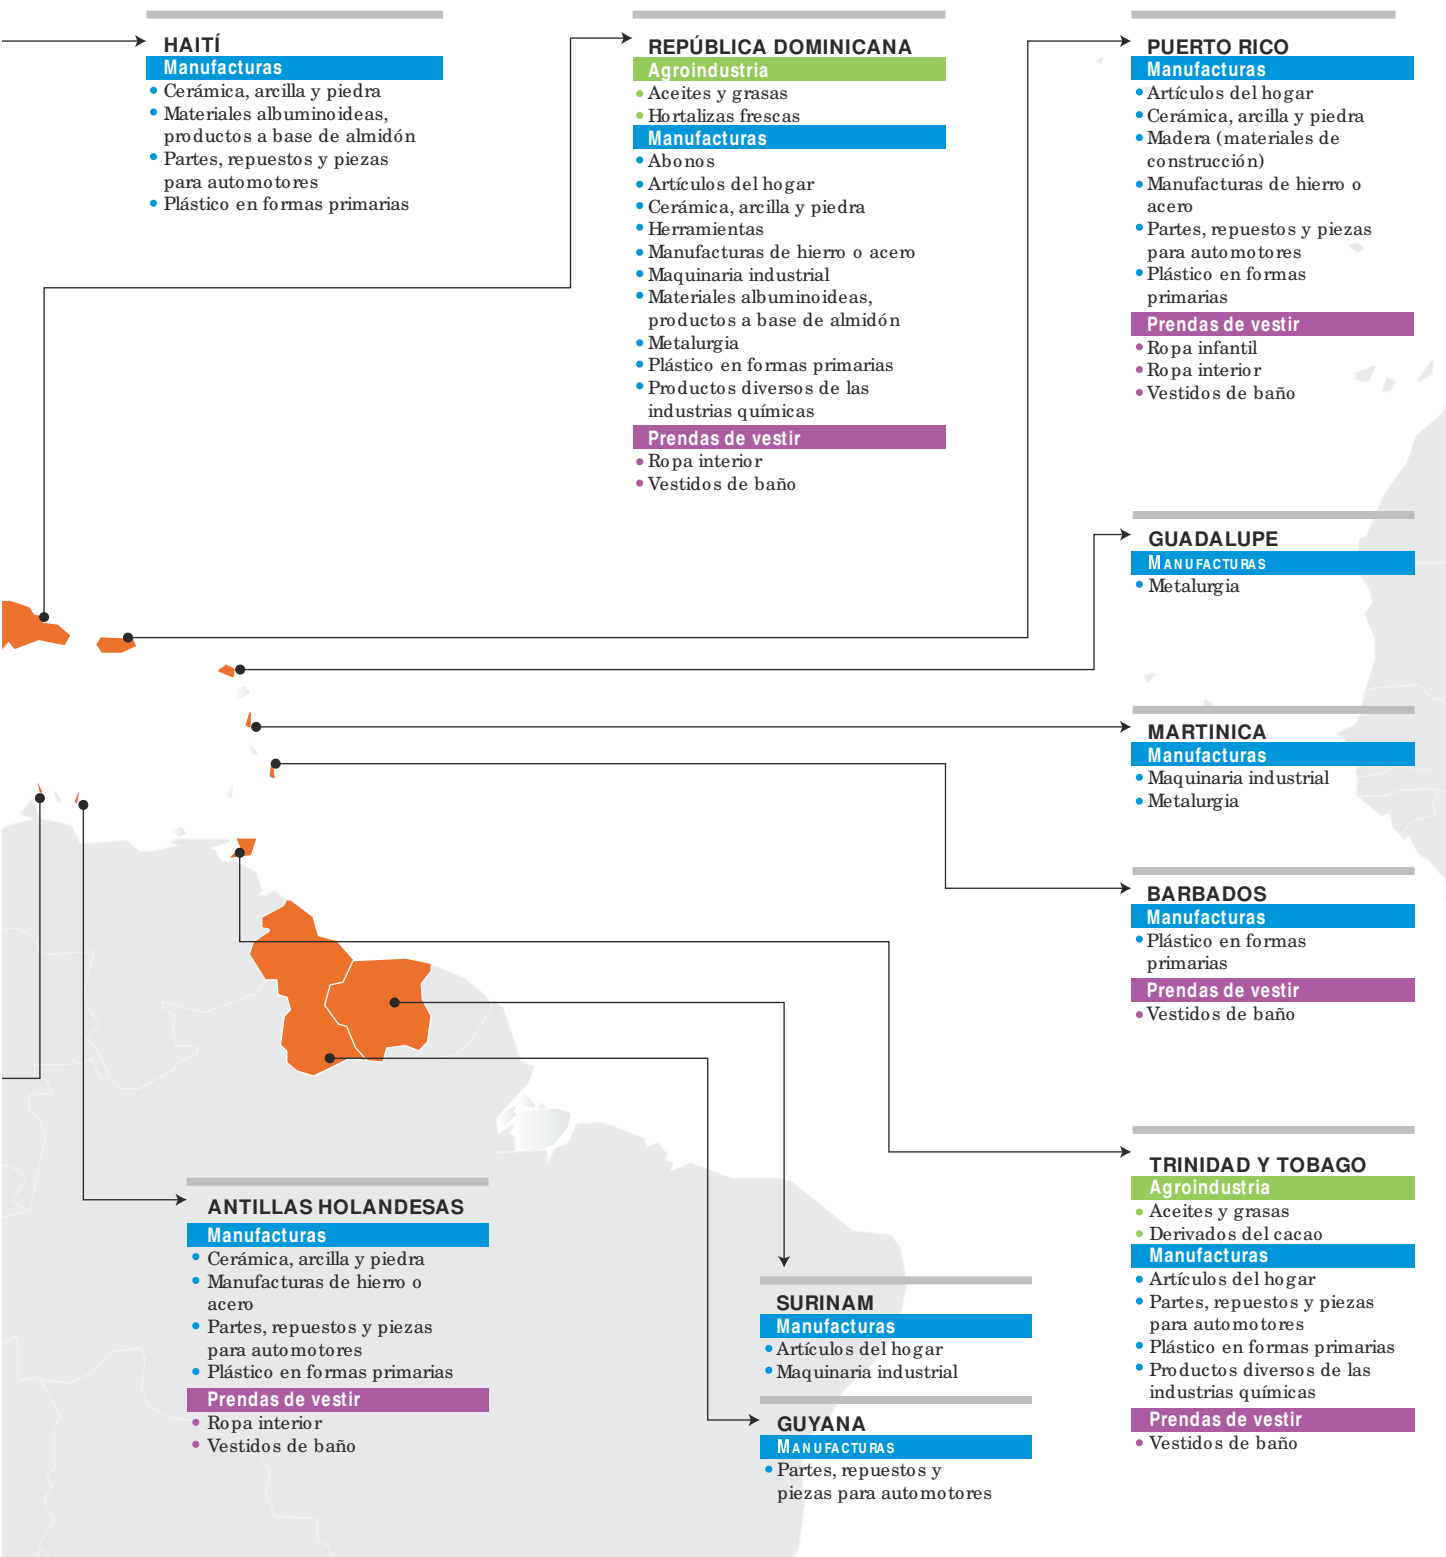 HAITÍ
Manufacturas
Cerámica, arcilla y piedra
Materiales albuminoideas,
productos a base de almidón
Partes, repuestos y piezas
para automotores
Plástico en formas primarias
REPÚBLICA DOMINICANA
Agroindustria
Aceites y grasas
Hortalizas frescas
Manufacturas
Abonos
Artículos del hogar
Cerámica, arcilla y piedra
Herramientas
Manufacturas de hierro o acero
Maquinaria industrial
Materiales albuminoideas,
productos a base de almidón
Metalurgia
Plástico en formas primarias
Productos diversos de las
industrias químicas
Prendas de vestir
Ropa interior
Vestidos de baño
PUERTO RICO
Manufacturas
Artículos del hogar
Cerámica, arcilla y piedra
Madera (materiales de
construcción)
Manufacturas de hierro o
acero
Partes, repuestos y piezas
para automotores
Plástico en formas
primarias
Prendas de vestir
Ropa infantil
Ropa interior
Vestidos de baño
GUADALUPE
MANUFACTURAS
Metalurgia
MARTINICA
Manufacturas
Maquinaria industrial
Metalurgia
BARBADOS
Manufacturas
Plástico en formas
primarias
Prendas de vestir
Vestidos de baño
TRINIDAD Y TOBAGO
Agroindustria
Aceites y grasas
Derivados del cacao
Manufacturas
Artículos del hogar
Partes, repuestos y piezas
para automotores
Plástico en formas primarias
Productos diversos de las
industrias químicas
Prendas de vestir
Vestidos de baño
ANTILLAS HOLANDESAS
Manufacturas
Cerámica, arcilla y piedra
Manufacturas de hierro o
acero
Partes, repuestos y piezas
para automotores
Plástico en formas primarias
Prendas de vestir
Ropa interior
Vestidos de baño
SURINAM
Manufacturas
Artículos del hogar
Maquinaria industrial
GUYANA
MANUFACTURAS
Partes, repuestos y
piezas para automotores